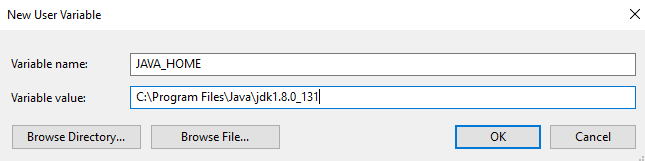 New User Variable
Variable name: JAVA_HOME
Variable value: C:\Program Files\Java\jdk1.8.0_131
Browse Directory... Browse File... OK Cancel